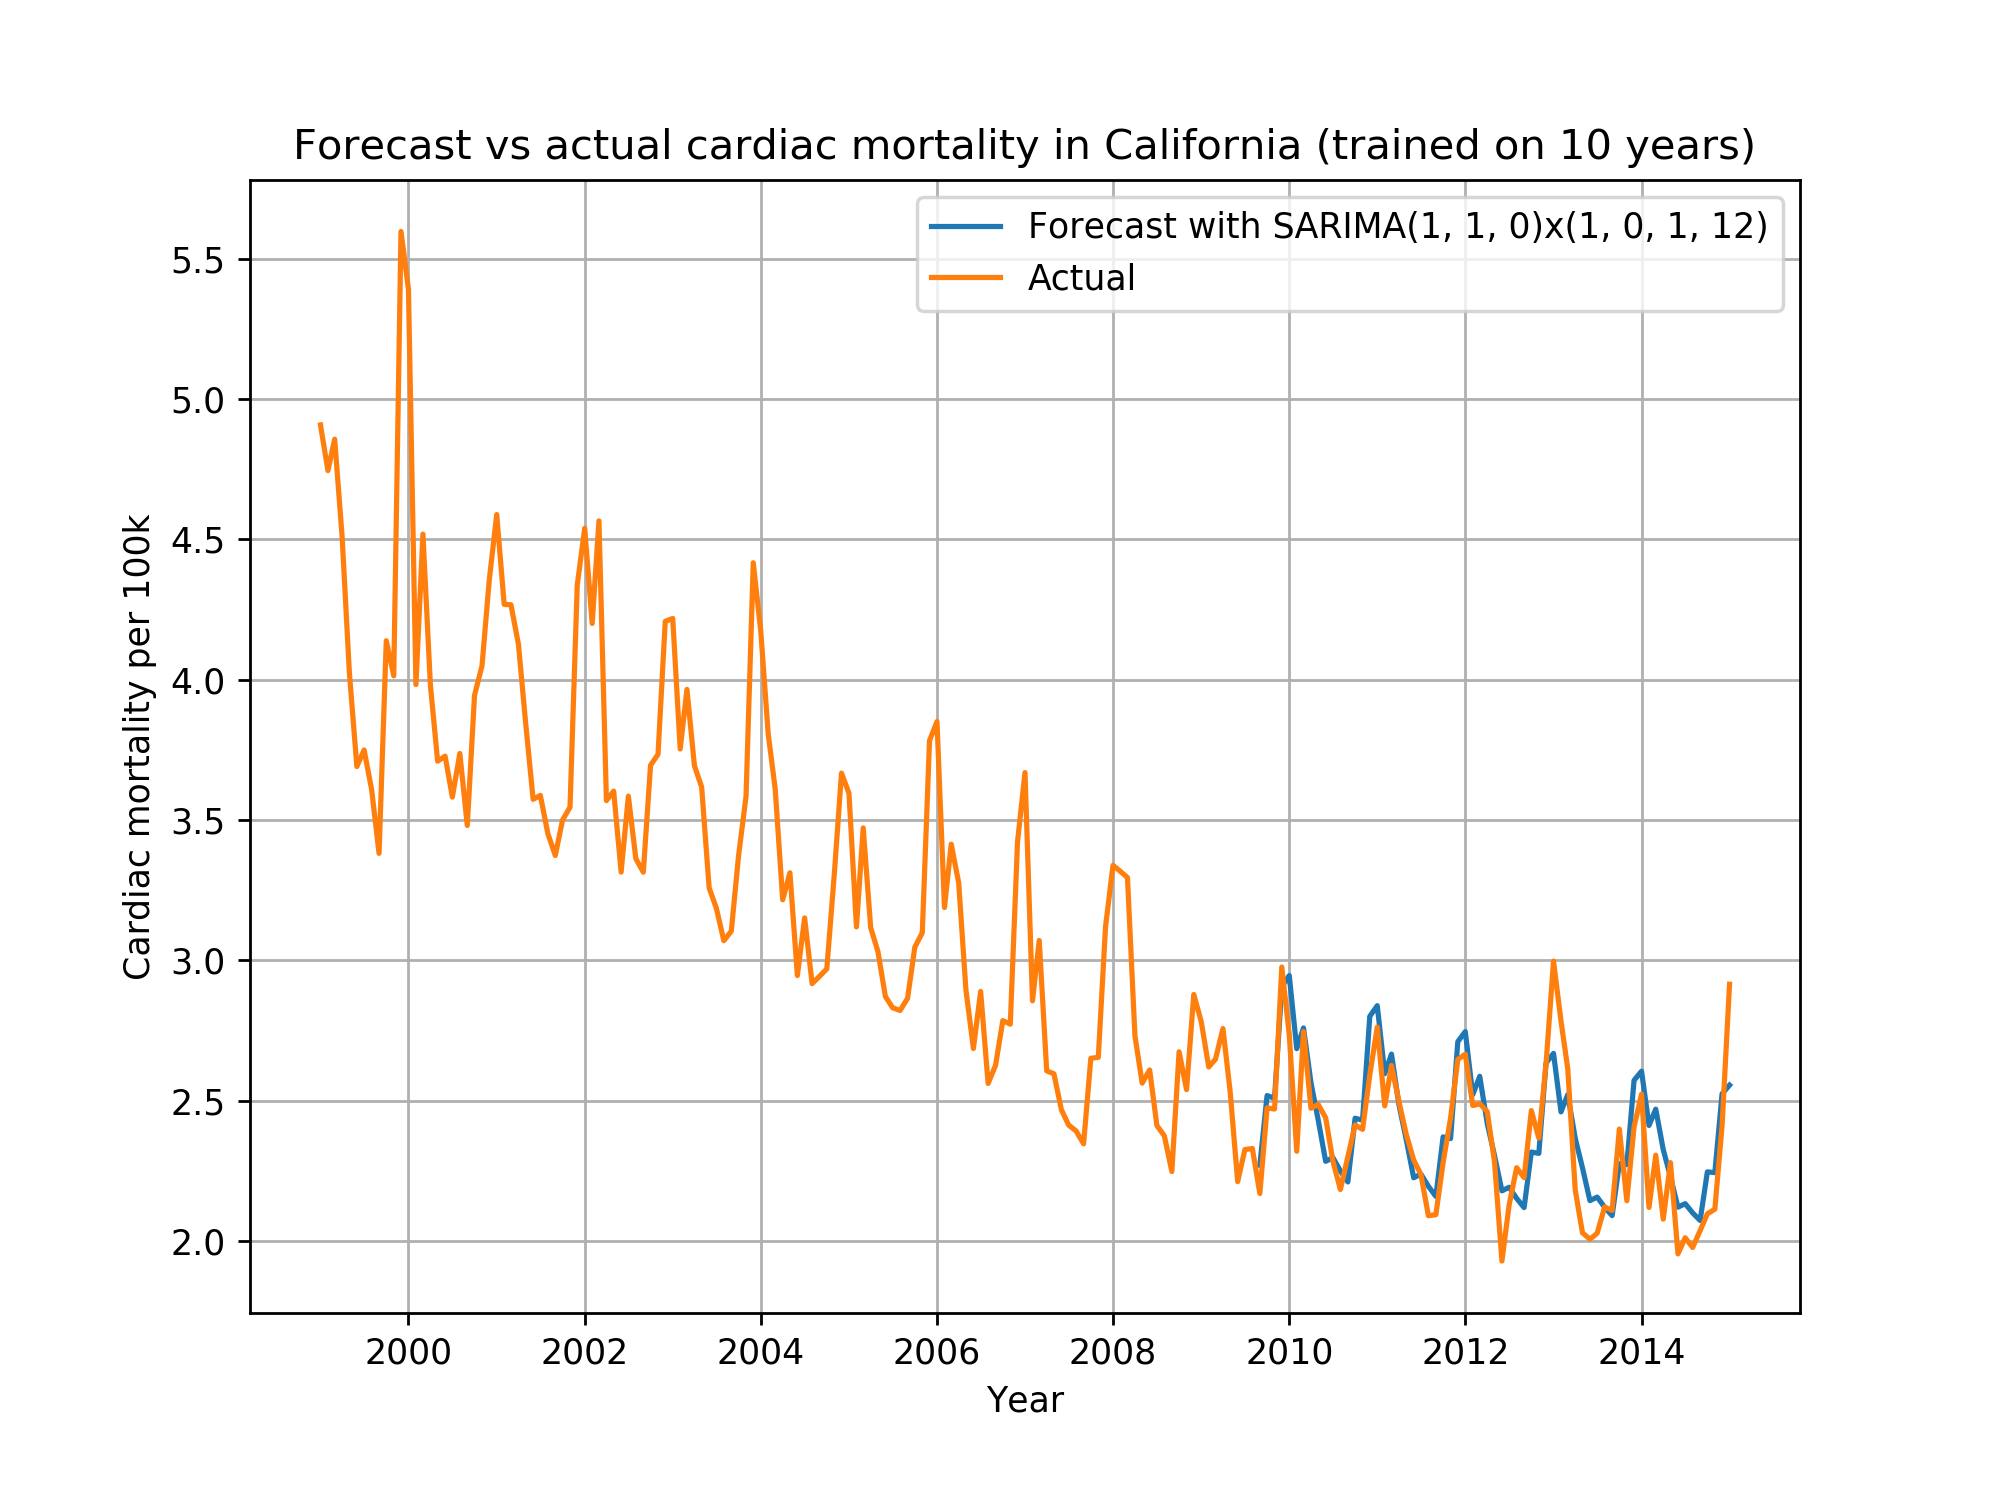 Forecast vs actual cardiac mortality in California (trained on 10 years)
Forecast with SARIMA(1, 1, 0)x(1, 0, 1, 12)
Actual
5.5
5.0
4.5
4.0
3.5
3.0
2.5
2.0
Cardiac mortality per 100k
2000 2002 2004 2006 2008 2010 2012 2014
Year